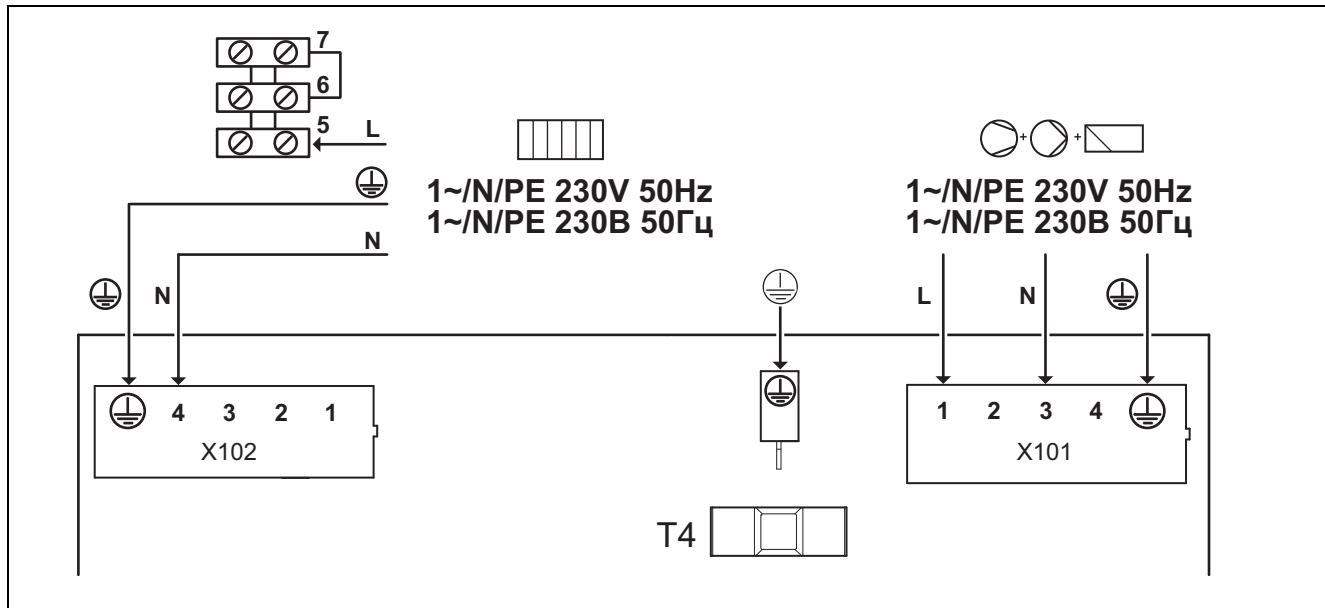 7
6
5
L
1~/N/PE 230V 50Hz
1~/N/PE 230В 50Гц
N
N
1~/N/PE 230V 50Hz
1~/N/PE 230В 50Гц
L
N
4 3 2 1
X102
1 2 3 4
X101
T4